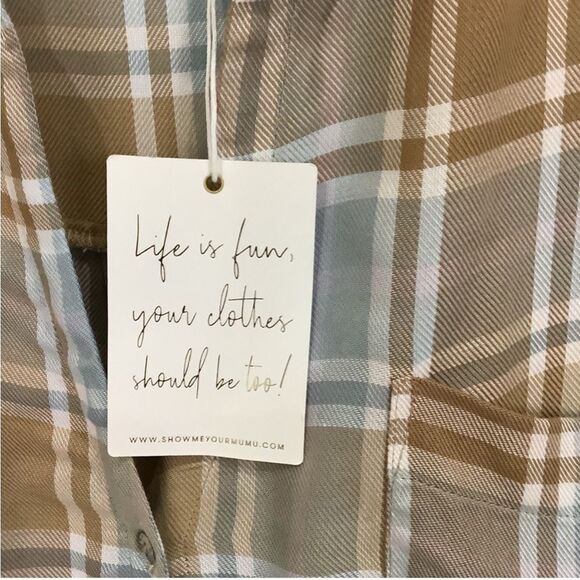 Life is fun,
your clothes
should be too!
WWW.SHOWMEYOURMUMU.COM